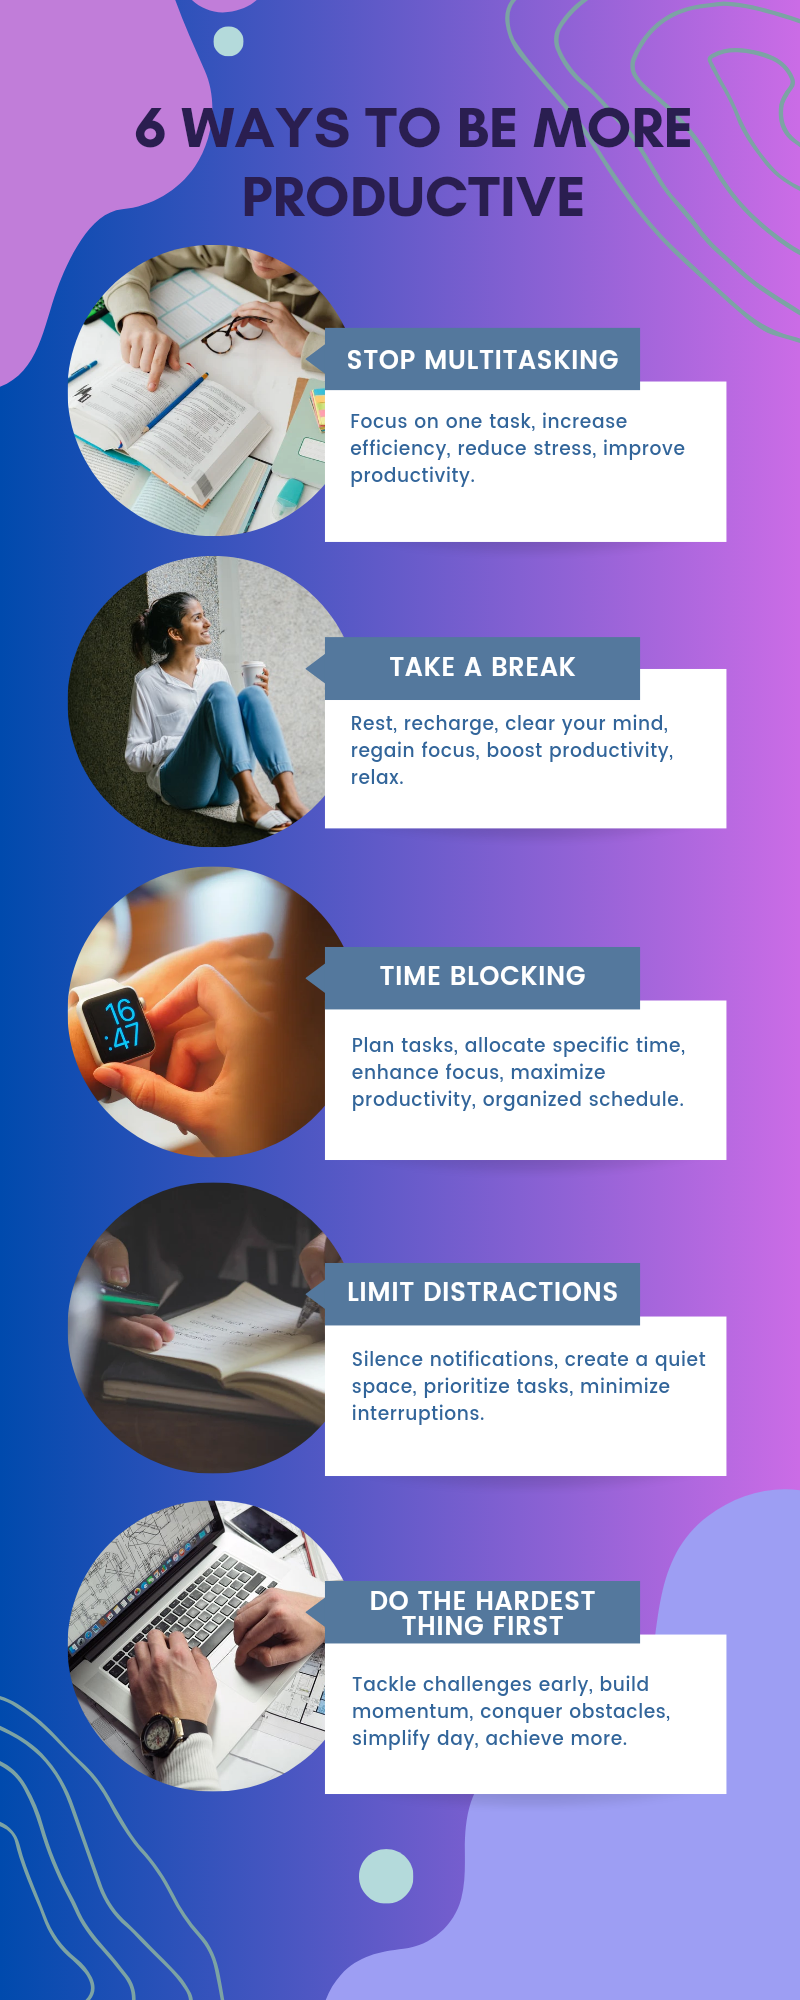 6 WAYS TO BE MORE
PRODUCTIVE
STOP MULTITASKING
Focus on one task, increase
efficiency, reduce stress, improve
productivity.
TAKE A BREAK
Rest, recharge, clear your mind,
regain focus, boost productivity,
relax.
16
:47
TIME BLOCKING
Plan tasks, allocate specific time,
enhance focus, maximize
productivity, organized schedule.
LIMIT DISTRACTIONS
Silence notifications, create a quiet
space, prioritize tasks, minimize
interruptions.
DO THE HARDEST
THING FIRST
Tackle challenges early, build
momentum, conquer obstacles,
simplify day, achieve more.